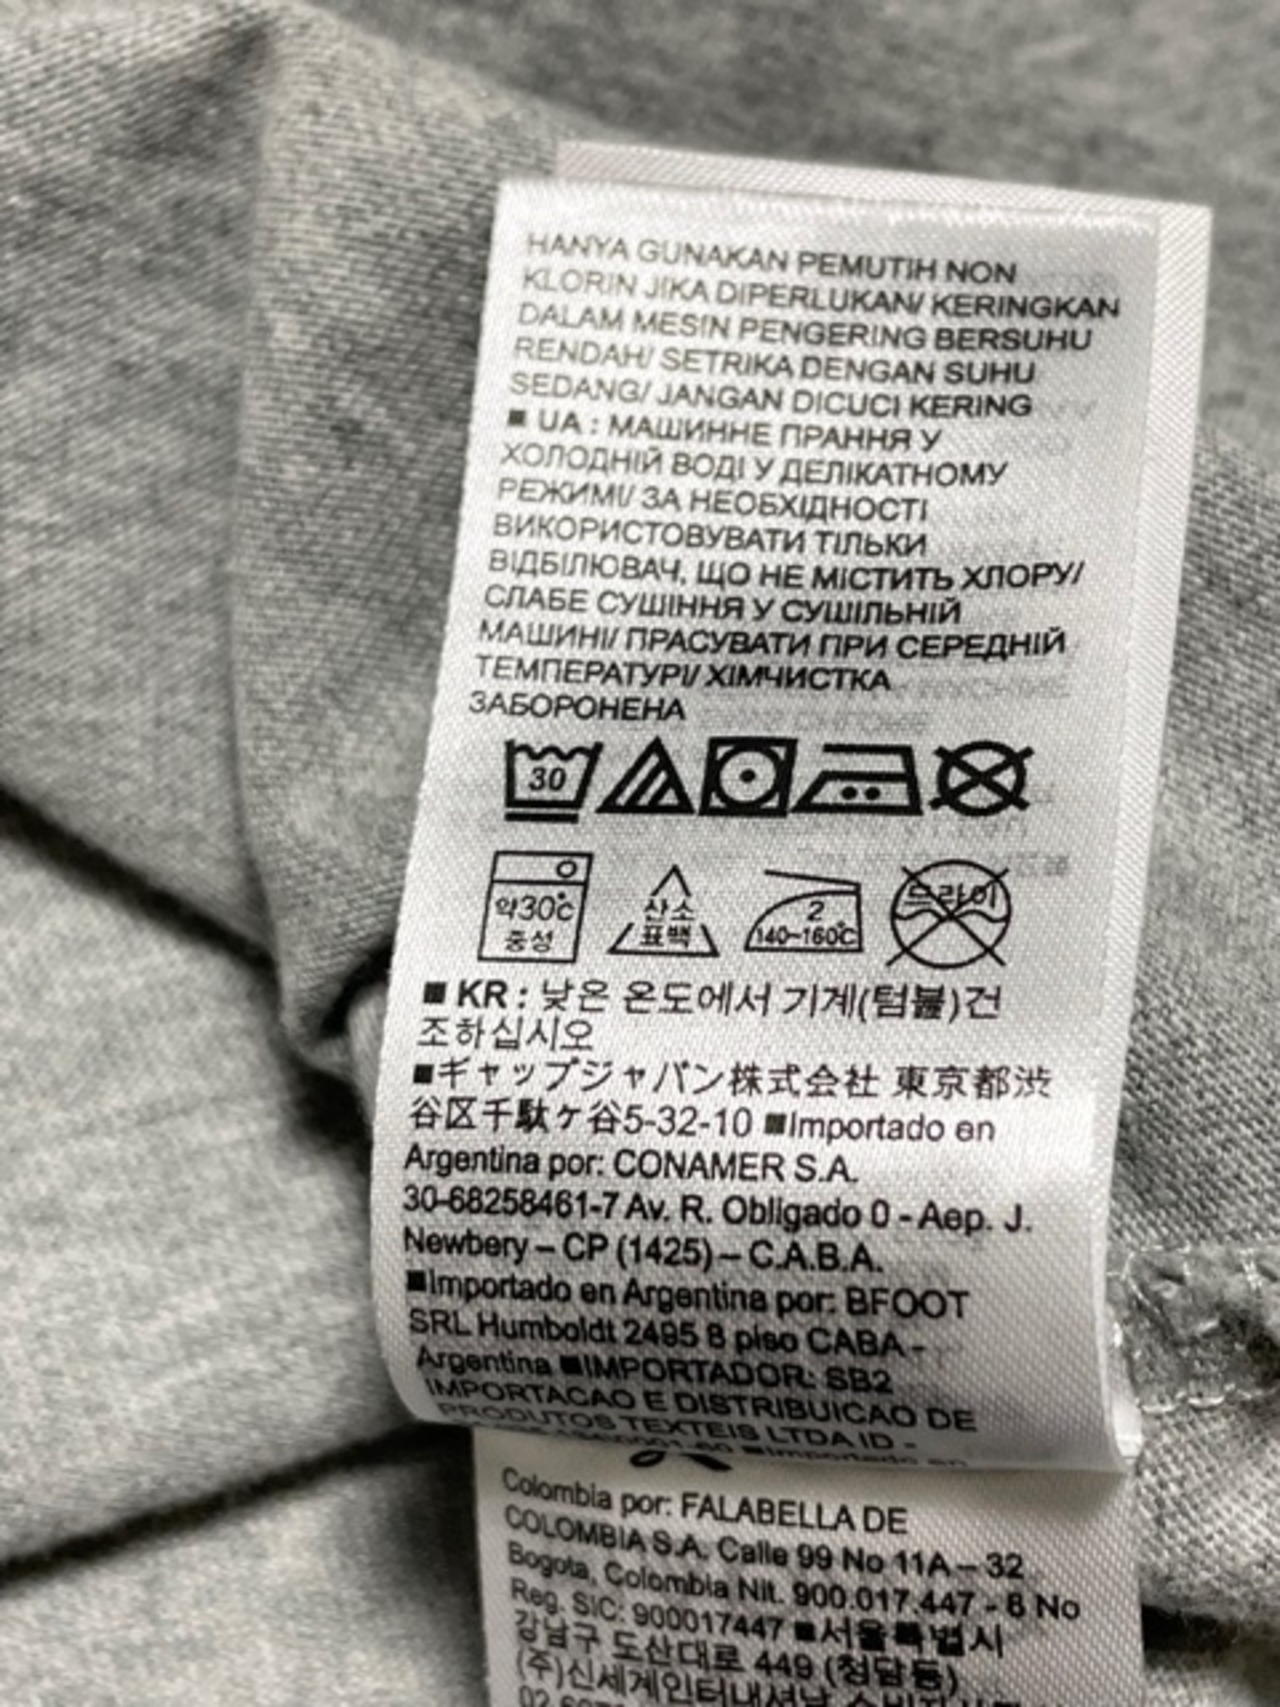 HANYA GUNAKAN PEMUTIH NON
KLORIN JIKA DIPERLUKAN/ KERINGKAN
DALAM MESIN PENGERING BERSUHU
RENDAH/ SETRIKA DENGAN SUHU
SEDANG/ JANGAN DICUCI KERING
■ UA : МАШИННЕ ПРАННЯ У
ХОЛОДНІЙ ВОДІ У ДЕЛІКАТНОМУ
РЕЖИМІ/ ЗА НЕОБХІДНОСТІ
ВИКОРИСТОВУВАТИ ТІЛЬКИ
ВІДБІЛЮВАЧ, ЩО НЕ МІСТИТЬ ХЛОРУ/
СЛАБЕ СУШІННЯ У СУШІЛЬНІЙ
МАШИНІ/ ПРАСУВАТИ ПРИ СЕРЕДНІЙ
ТЕМПЕРАТУРІ/ ХІМЧИСТКА
ЗАБОРОНЕНА
30
약30℃ 산소 2 드라이
중성 표백 140~160℃
■ KR : 낮은 온도에서 기계(텀블)건
조하십시오
■ギャップジャパン株式会社 東京都渋
谷区千駄ヶ谷5-32-10 ■Importado en
Argentina por: CONAMER S.A.
30-68258461-7 Av. R. Obligado 0 - Aep. J.
Newbery – CP (1425) – C.A.B.A.
■Importado en Argentina por: BFOOT
SRL Humboldt 2495 8 piso CABA -
Argentina ■IMPORTADOR: SB2
IMPORTACAO E DISTRIBUICAO DE
PRODUTOS TEXTEIS LTDA ID -
■Importado en
Colombia por: FALABELLA DE
COLOMBIA S.A. Calle 99 No 11A – 32
Bogota, Colombia Nit. 900.017.447 - 8 No
Reg. SIC: 900017447 ■서울특별시
강남구 도산대로 449 (청담동)
(주)신세계인터내셔날